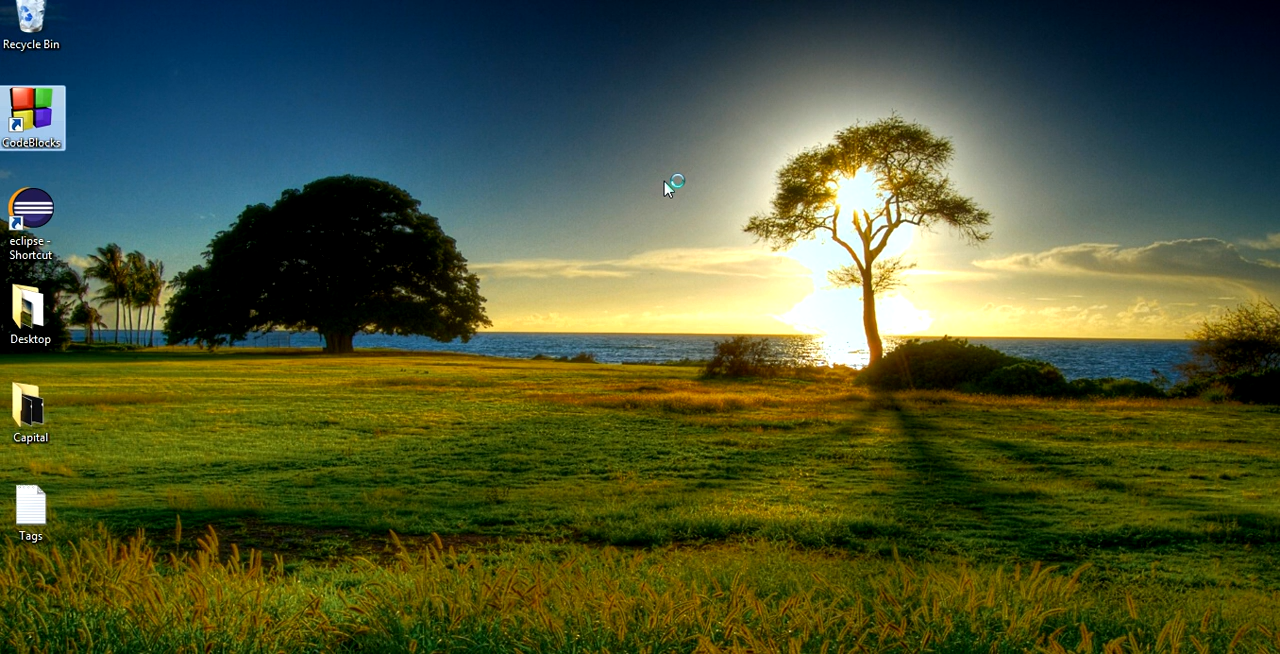 Recycle Bin
CodeBlocks
eclipse -
Shortcut
Desktop
Capital
Tags